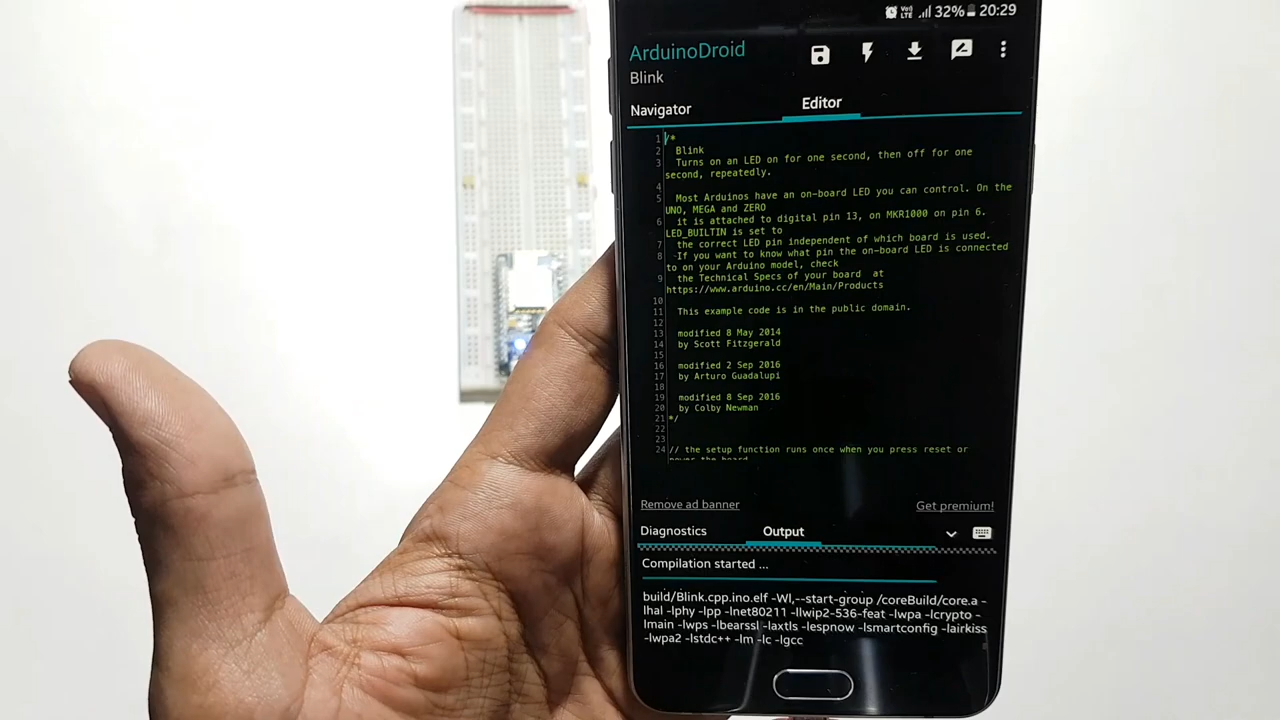 Voo LTE 32% 20:29
ArduinoDroid
Blink
Navigator Editor
1 /*
2 Blink
3 Turns on an LED on for one second, then off for one
second, repeatedly.
4
5 Most Arduinos have an on-board LED you can control. On the
UNO, MEGA and ZERO
6 it is attached to digital pin 13, on MKR1000 on pin 6.
LED_BUILTIN is set to
7 the correct LED pin independent of which board is used.
8 If you want to know what pin the on-board LED is connected
to on your Arduino model, check
9 the Technical Specs of your board at
https://www.arduino.cc/en/Main/Products
10
11 This example code is in the public domain.
12
13 modified 8 May 2014
14 by Scott Fitzgerald
15
16 modified 2 Sep 2016
17 by Arturo Guadalupi
18
19 modified 8 Sep 2016
20 by Colby Newman
21 */
22
23
24 // the setup function runs once when you press reset or
power the board
Remove ad banner Get premium!
Diagnostics Output
Compilation started ...
build/Blink.cpp.ino.elf -Wl,--start-group /coreBuild/core.a -
lhal -lphy -lpp -lnet80211 -llwip2-536-feat -lwpa -lcrypto -
lmain -lwps -lbearssl -laxtls -lespnow -lsmartconfig -lairkiss
-lwpa2 -lstdc++ -lm -lc -lgcc